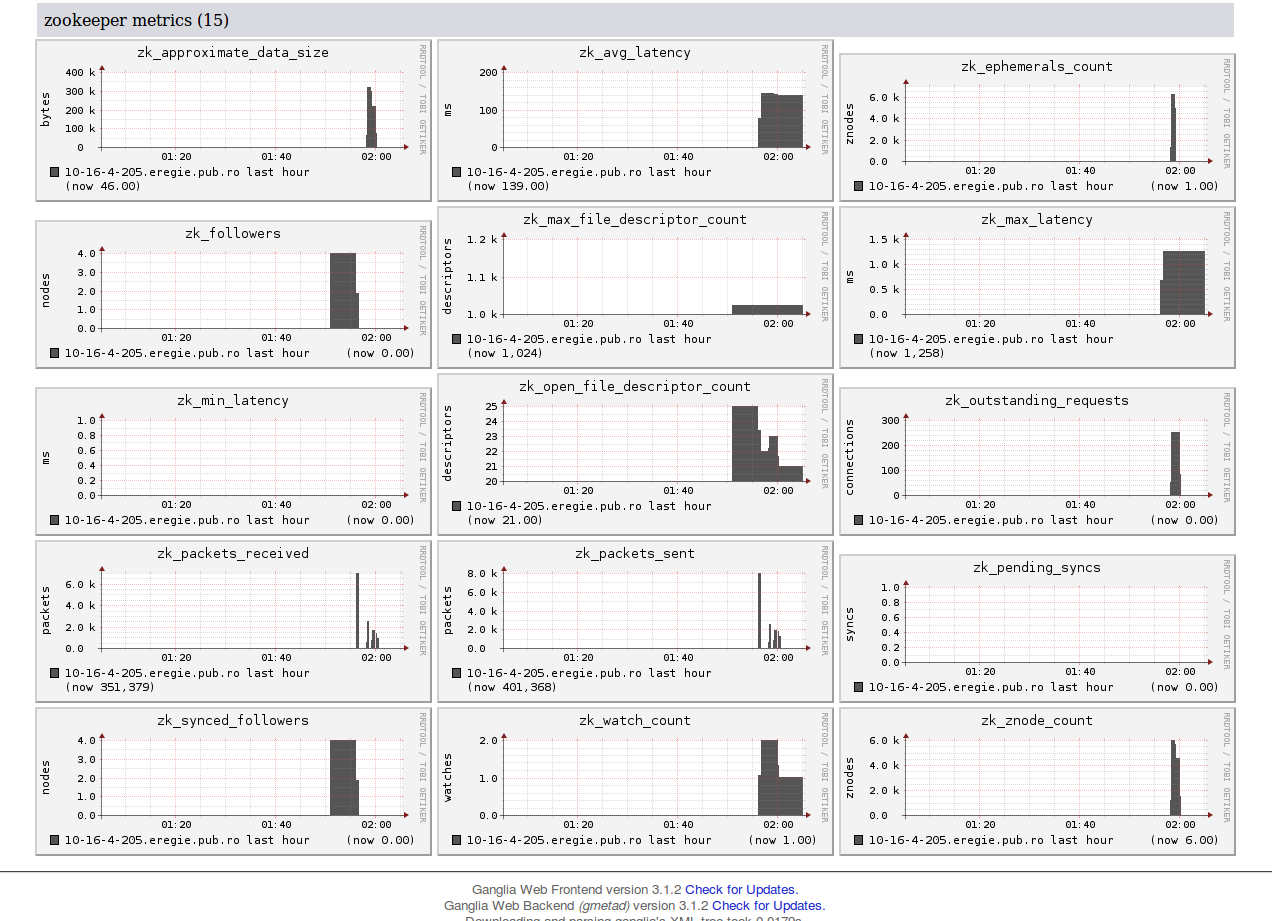 zookeeper metrics (15)
zk_approximate_data_size
RRDTOOL / TOBI OETIKER
bytes
400 k
300 k
200 k
100 k
0
01:20 01:40 02:00
10-16-4-205.eregie.pub.ro last hour
(now 46.00)
zk_avg_latency
RRDTOOL / TOBI OETIKER
ms
200
100
0
01:20 01:40 02:00
10-16-4-205.eregie.pub.ro last hour
(now 139.00)
zk_ephemerals_count
RRDTOOL / TOBI OETIKER
znodes
6.0 k
4.0 k
2.0 k
0.0
01:20 01:40 02:00
10-16-4-205.eregie.pub.ro last hour (now 1.00)
zk_followers
RRDTOOL / TOBI OETIKER
nodes
4.0
3.0
2.0
1.0
0.0
01:20 01:40 02:00
10-16-4-205.eregie.pub.ro last hour (now 0.00)
zk_max_file_descriptor_count
RRDTOOL / TOBI OETIKER
descriptors
1.2 k
1.1 k
1.0 k
01:20 01:40 02:00
10-16-4-205.eregie.pub.ro last hour
(now 1,024)
zk_max_latency
RRDTOOL / TOBI OETIKER
ms
1.5 k
1.0 k
0.5 k
0.0
01:20 01:40 02:00
10-16-4-205.eregie.pub.ro last hour
(now 1,258)
zk_min_latency
RRDTOOL / TOBI OETIKER
ms
1.0
0.8
0.6
0.4
0.2
0.0
01:20 01:40 02:00
10-16-4-205.eregie.pub.ro last hour (now 0.00)
zk_open_file_descriptor_count
RRDTOOL / TOBI OETIKER
descriptors
25
24
23
22
21
20
01:20 01:40 02:00
10-16-4-205.eregie.pub.ro last hour
(now 21.00)
zk_outstanding_requests
RRDTOOL / TOBI OETIKER
connections
300
200
100
0
01:20 01:40 02:00
10-16-4-205.eregie.pub.ro last hour (now 0.00)
zk_packets_received
RRDTOOL / TOBI OETIKER
packets
6.0 k
4.0 k
2.0 k
0.0
01:20 01:40 02:00
10-16-4-205.eregie.pub.ro last hour
(now 351,379)
zk_packets_sent
RRDTOOL / TOBI OETIKER
packets
8.0 k
6.0 k
4.0 k
2.0 k
0.0
01:20 01:40 02:00
10-16-4-205.eregie.pub.ro last hour
(now 401,368)
zk_pending_syncs
RRDTOOL / TOBI OETIKER
syncs
1.0
0.8
0.6
0.4
0.2
0.0
01:20 01:40 02:00
10-16-4-205.eregie.pub.ro last hour (now 0.00)
zk_synced_followers
RRDTOOL / TOBI OETIKER
nodes
4.0
3.0
2.0
1.0
0.0
01:20 01:40 02:00
10-16-4-205.eregie.pub.ro last hour (now 0.00)
zk_watch_count
RRDTOOL / TOBI OETIKER
watches
2.0
1.0
0.0
01:20 01:40 02:00
10-16-4-205.eregie.pub.ro last hour (now 1.00)
zk_znode_count
RRDTOOL / TOBI OETIKER
znodes
6.0 k
4.0 k
2.0 k
0.0
01:20 01:40 02:00
10-16-4-205.eregie.pub.ro last hour (now 6.00)
Ganglia Web Frontend version 3.1.2 Check for Updates.
Ganglia Web Backend (gmetad) version 3.1.2 Check for Updates.
Downloading and parsing ganglia's XML tree took